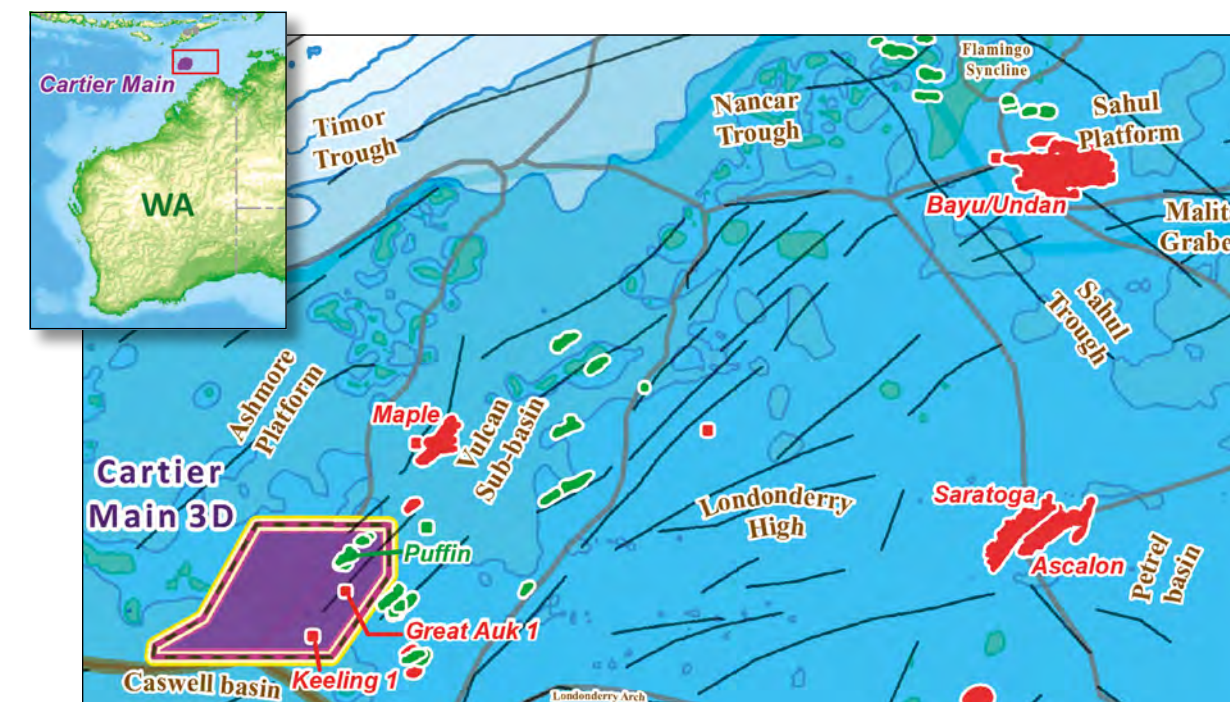 Cartier Main
WA
Timor
Trough
Nancar
Trough
Flamingo
Syncline
Sahul
Platform
Bayu/Undan
Malit
Grabe
Sahul
Trough
Ashmore
Platform
Maple
Vulcan
Sub-basin
Cartier
Main 3D
Puffin
Londonderry
High
Saratoga
Ascalon
Petrel
basin
Great Auk 1
Keeling 1
Caswell basin
Londonderry Arch